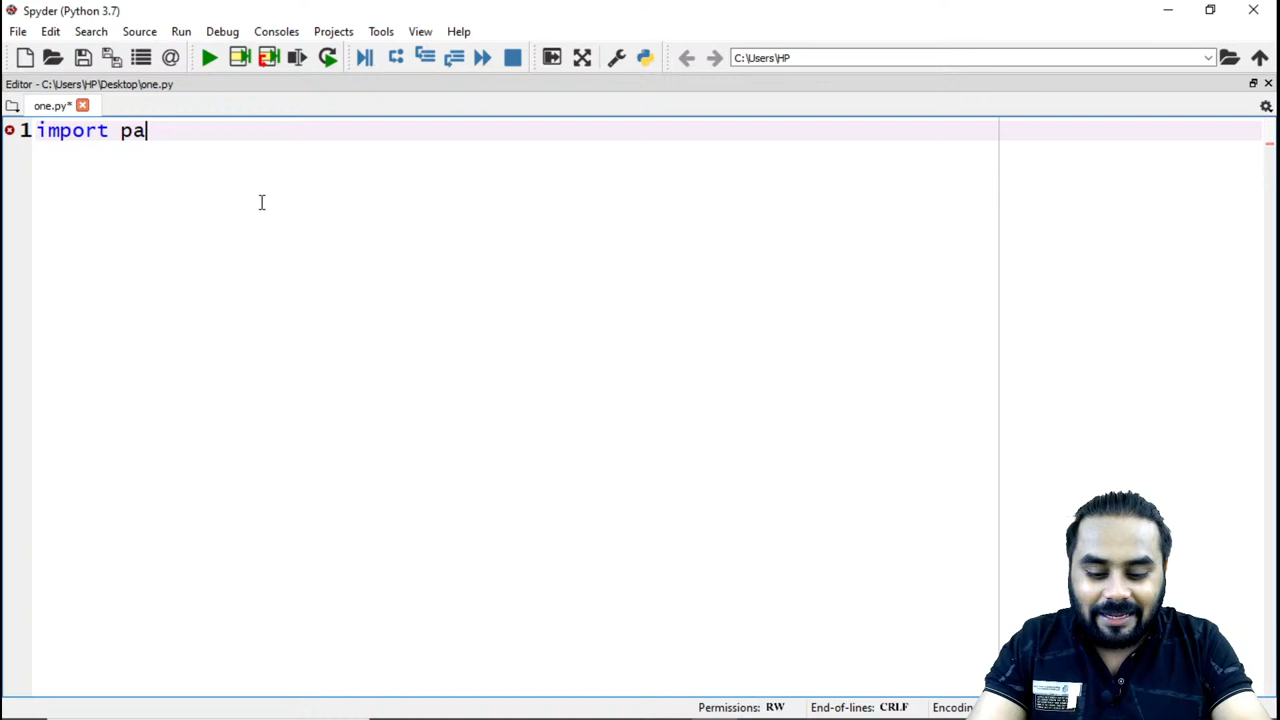 Spyder (Python 3.7)
File Edit Search Source Run Debug Consoles Projects Tools View Help
C:\Users\HP
Editor - C:\Users\HP\Desktop\one.py
one.py*
1 import pa
Permissions: RW End-of-lines: CRLF Encoding